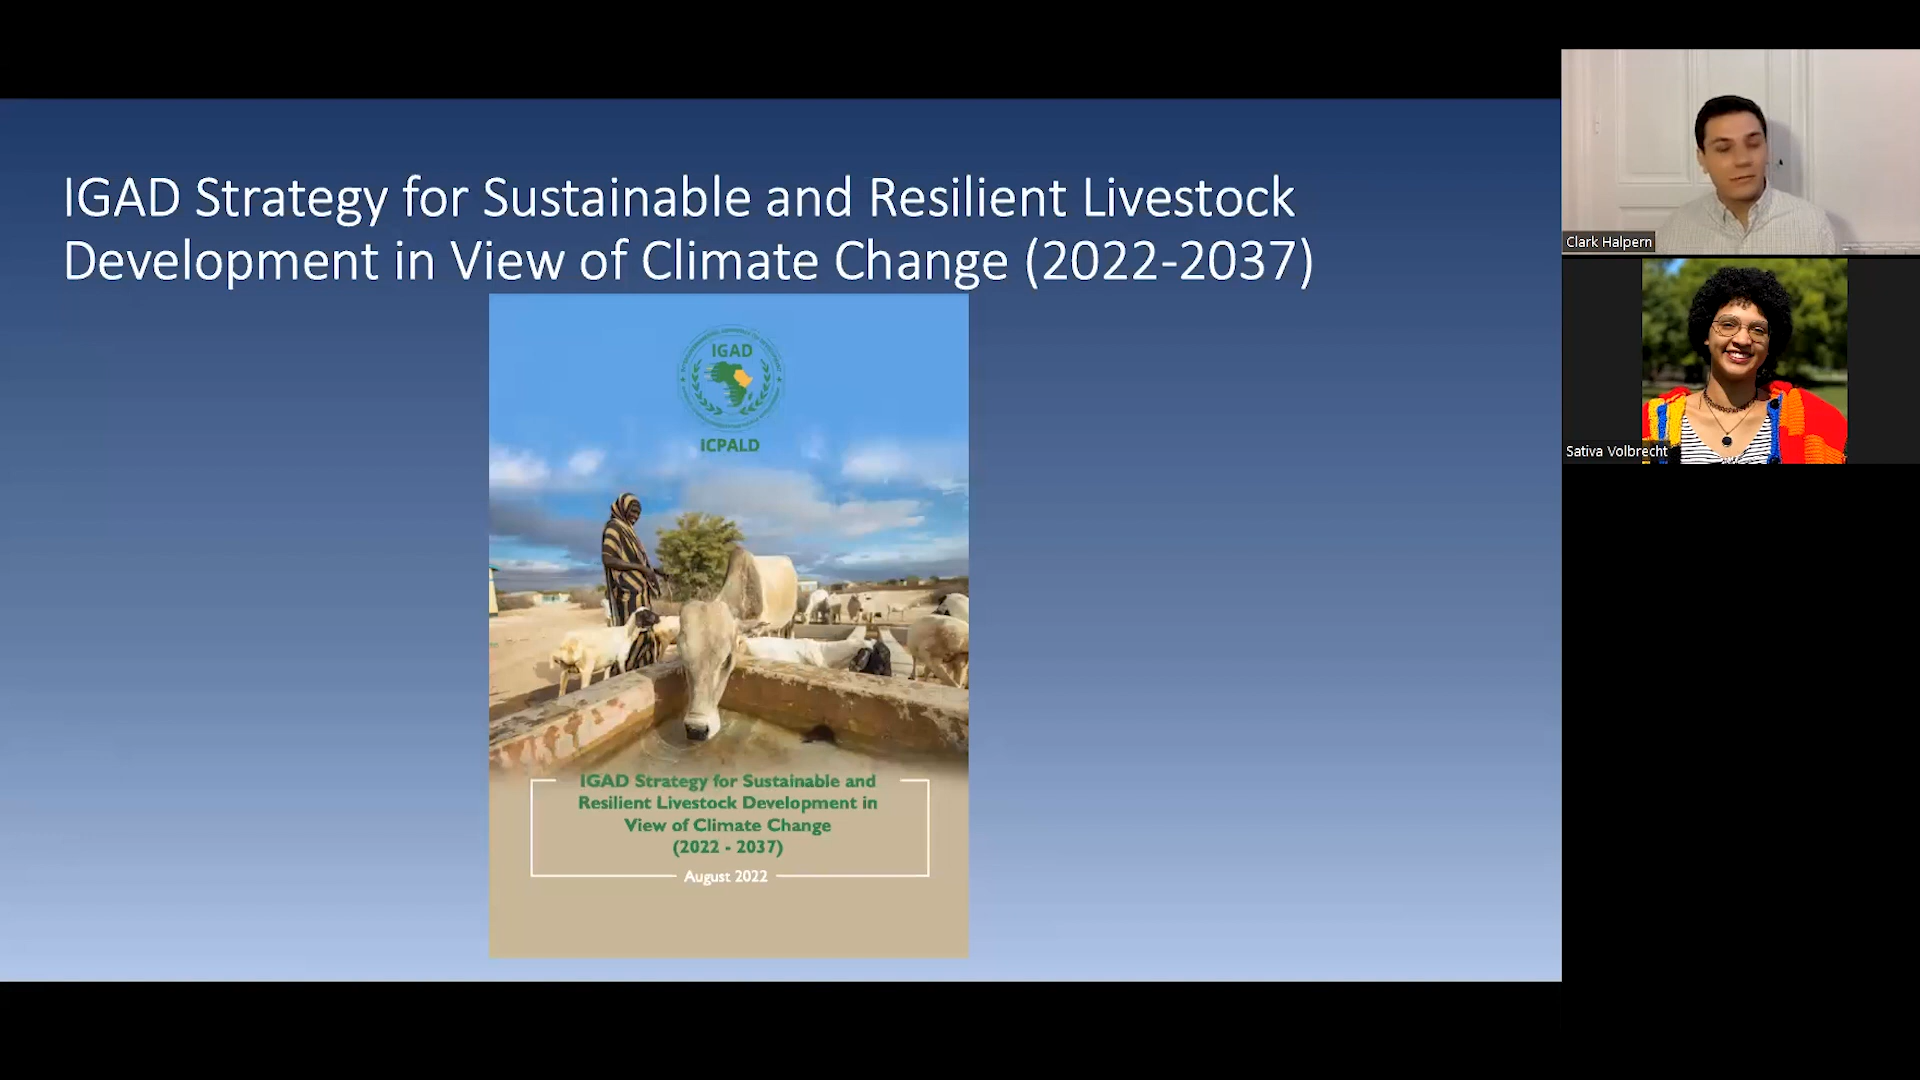 IGAD Strategy for Sustainable and Resilient Livestock
Development in View of Climate Change (2022-2037)
IGAD
ICPALD
IGAD Strategy for Sustainable and
Resilient Livestock Development in
View of Climate Change
(2022 - 2037)
August 2022
Clark Halpern
Sativa Volbrecht